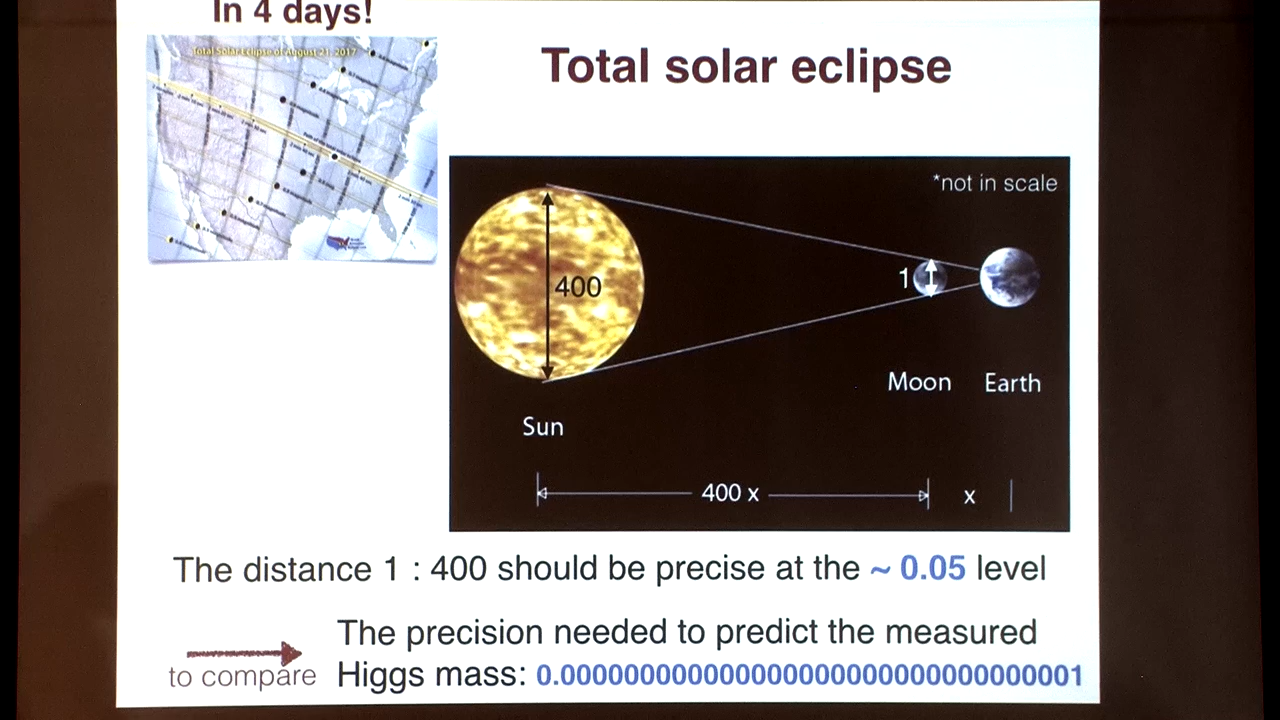 In 4 days!
Total Solar Eclipse of August 21, 2017
Total solar eclipse
*not in scale
400
1
Moon
Earth
Sun
400 x
x
The distance 1 : 400 should be precise at the ~ 0.05 level
The precision needed to predict the measured
to compare
Higgs mass: 0.0000000000000000000000000000000001